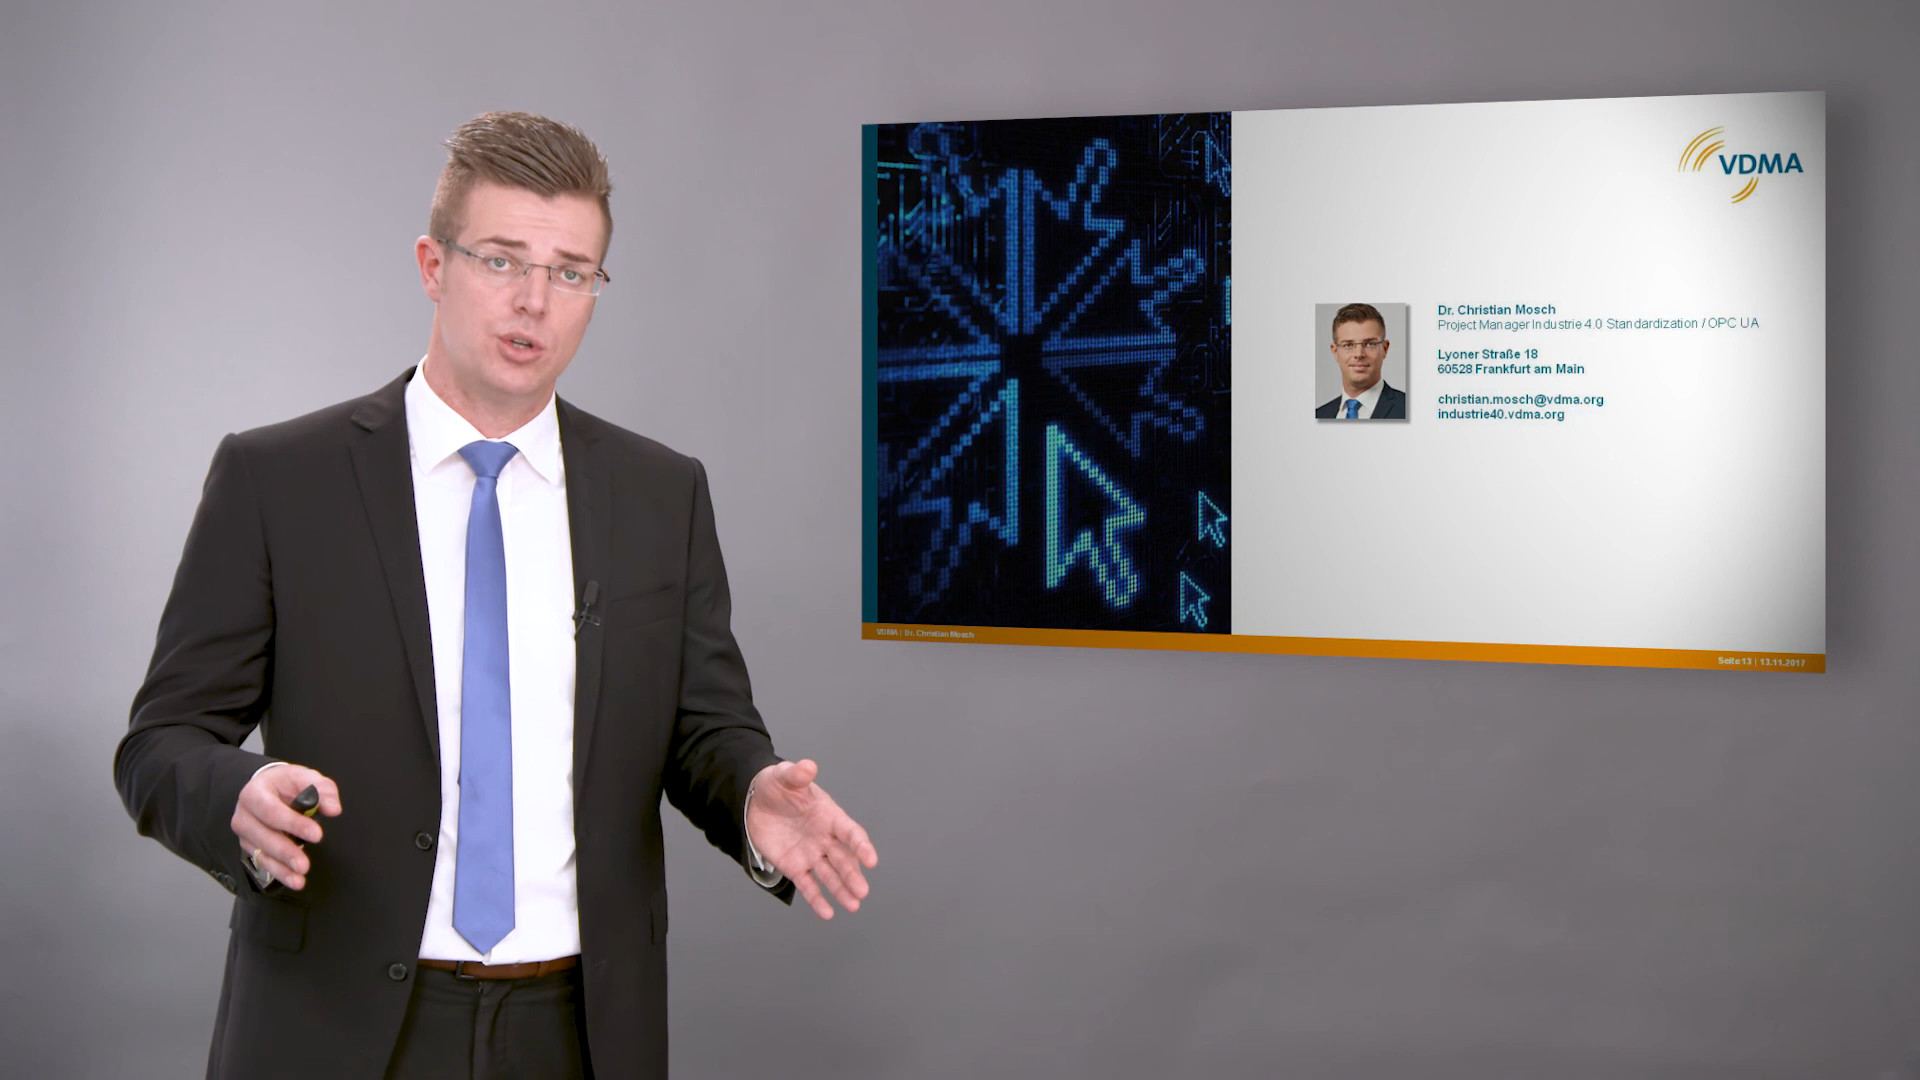 VDMA
Dr. Christian Mosch
Project Manager Industrie 4.0 Standardization / OPC UA
Lyoner Straße 18
60528 Frankfurt am Main
christian.mosch@vdma.org
industrie40.vdma.org
VDMA | Dr. Christian Mosch
Seite 13 | 13.11.2017